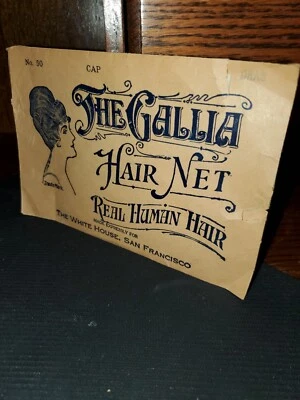 No. 30
CAP
THE GALLIA
HAIR NET
REAL HUMAN HAIR
MADE EXPRESSLY FOR
THE WHITE HOUSE, SAN FRANCISCO